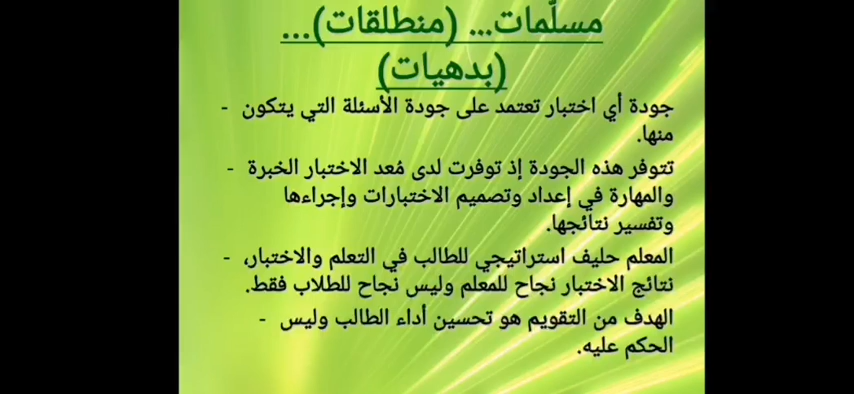 مسلّمات... (منطلقات)...
(بدهيات)
جودة أي اختبار تعتمد على جودة الأسئلة التي يتكون -
منها.
تتوفر هذه الجودة إذ توفرت لدى مُعد الاختبار الخبرة -
والمهارة في إعداد وتصميم الاختبارات وإجراءها
وتفسير نتائجها.
المعلم حليف استراتيجي للطالب في التعلم والاختبار، -
نتائج الاختبار نجاح للمعلم وليس نجاح للطلاب فقط.
الهدف من التقويم هو تحسين أداء الطالب وليس -
الحكم عليه.